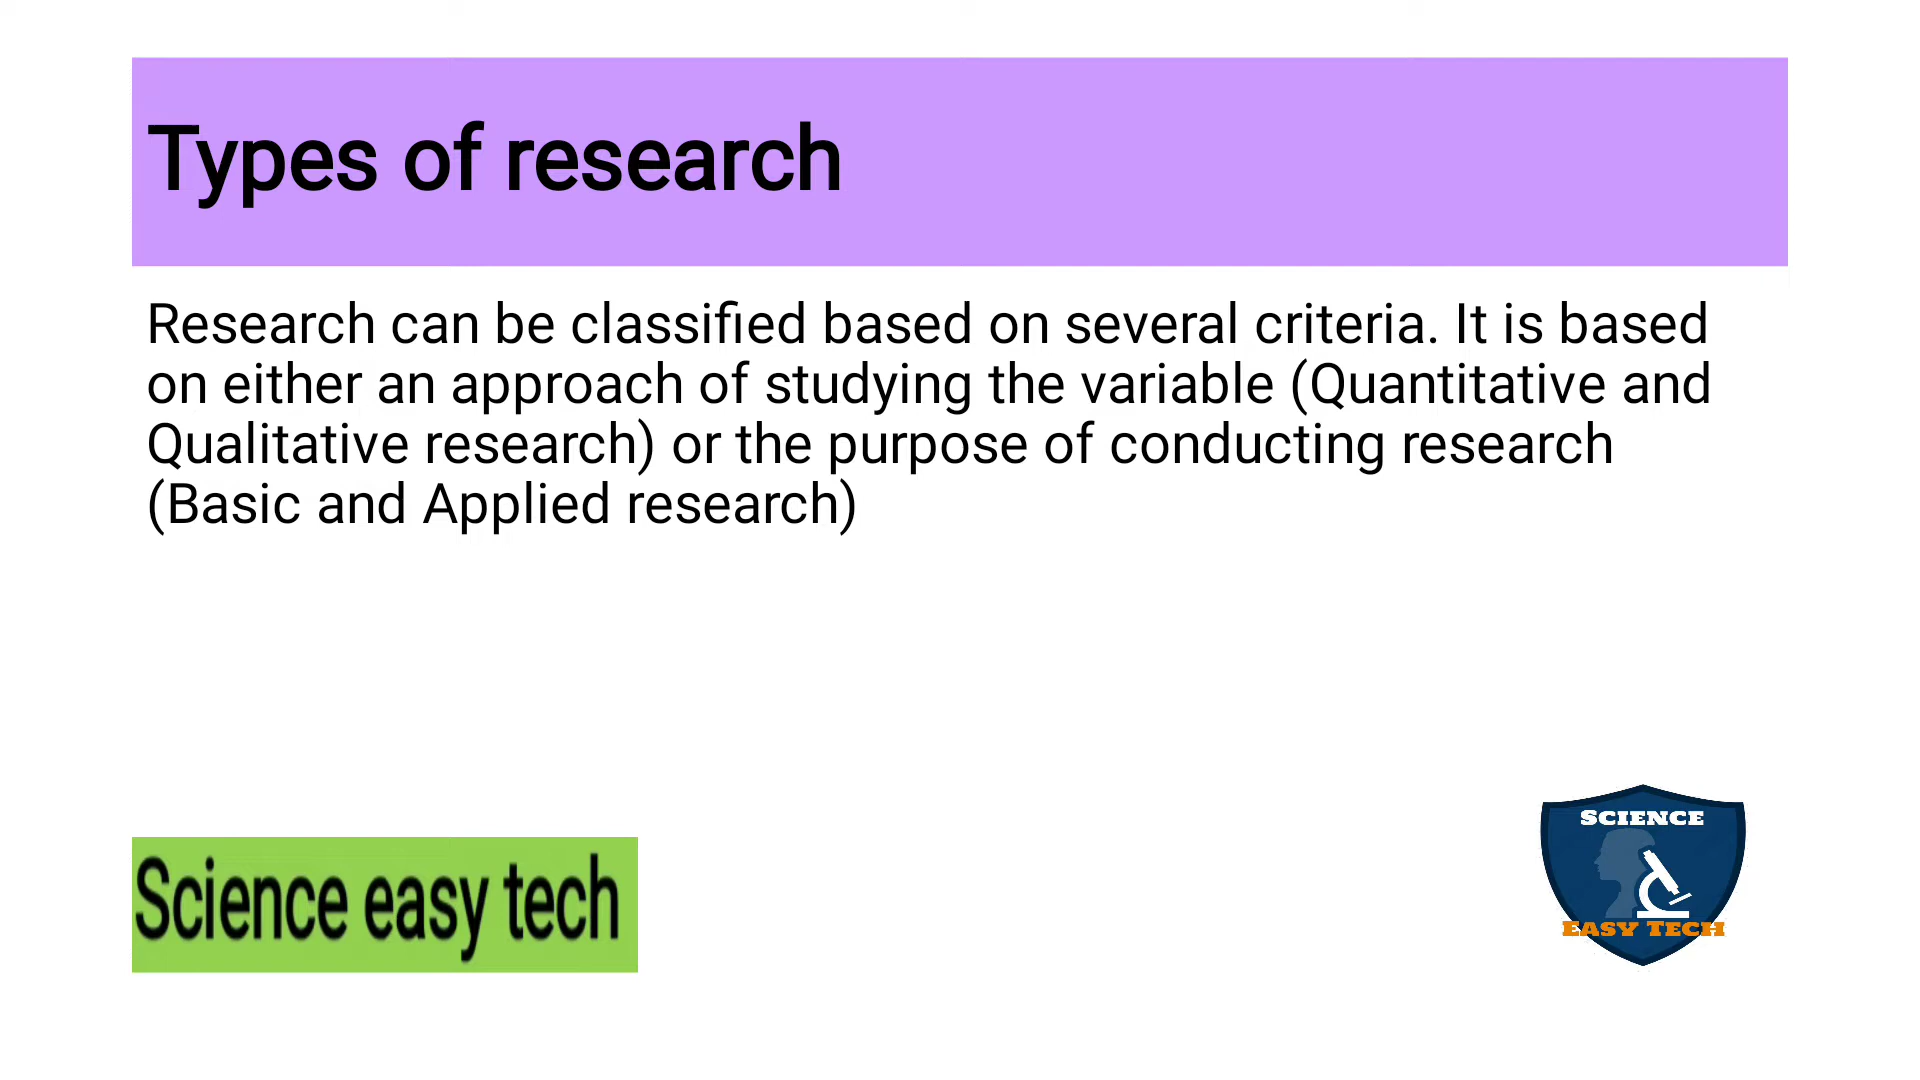 Types of research
Research can be classified based on several criteria. It is based
on either an approach of studying the variable (Quantitative and
Qualitative research) or the purpose of conducting research
(Basic and Applied research)
Science easy tech
SCIENCE
EASY TECH